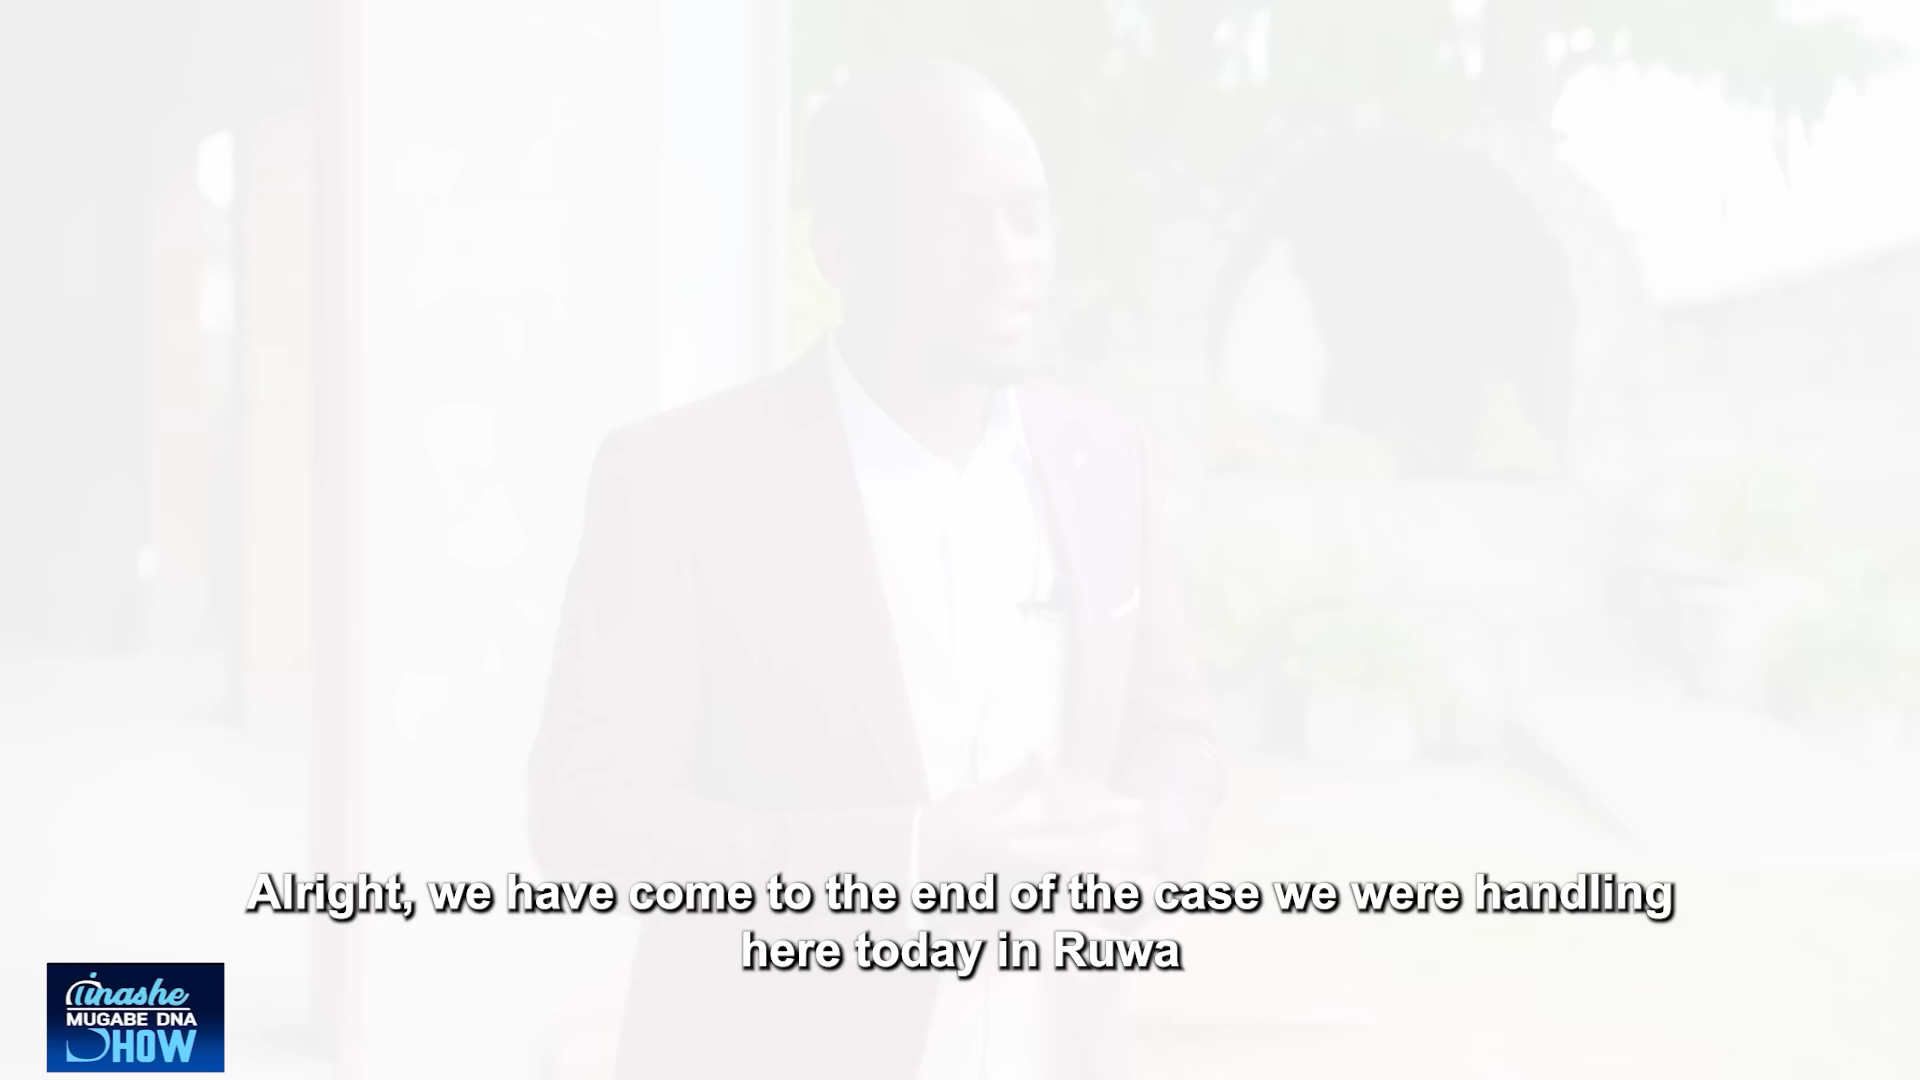 Alright, we have come to the end of the case we were handling
here today in Ruwa
Tinashe
MUGABE DNA
SHOW